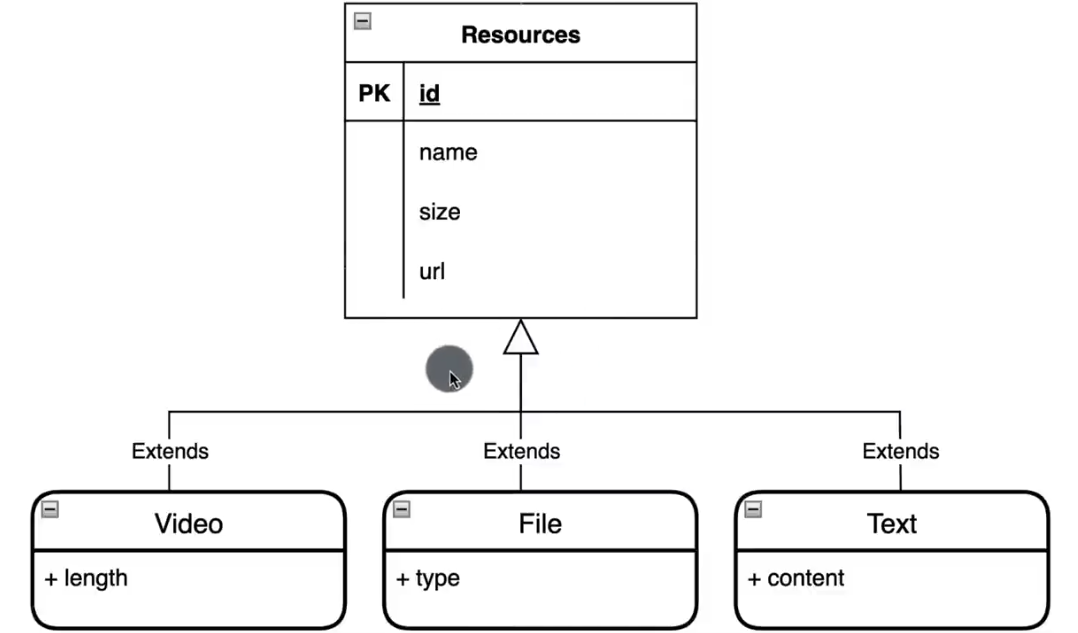 Resources
PK id
name
size
url
Extends Extends Extends
Video File Text
+ length + type + content